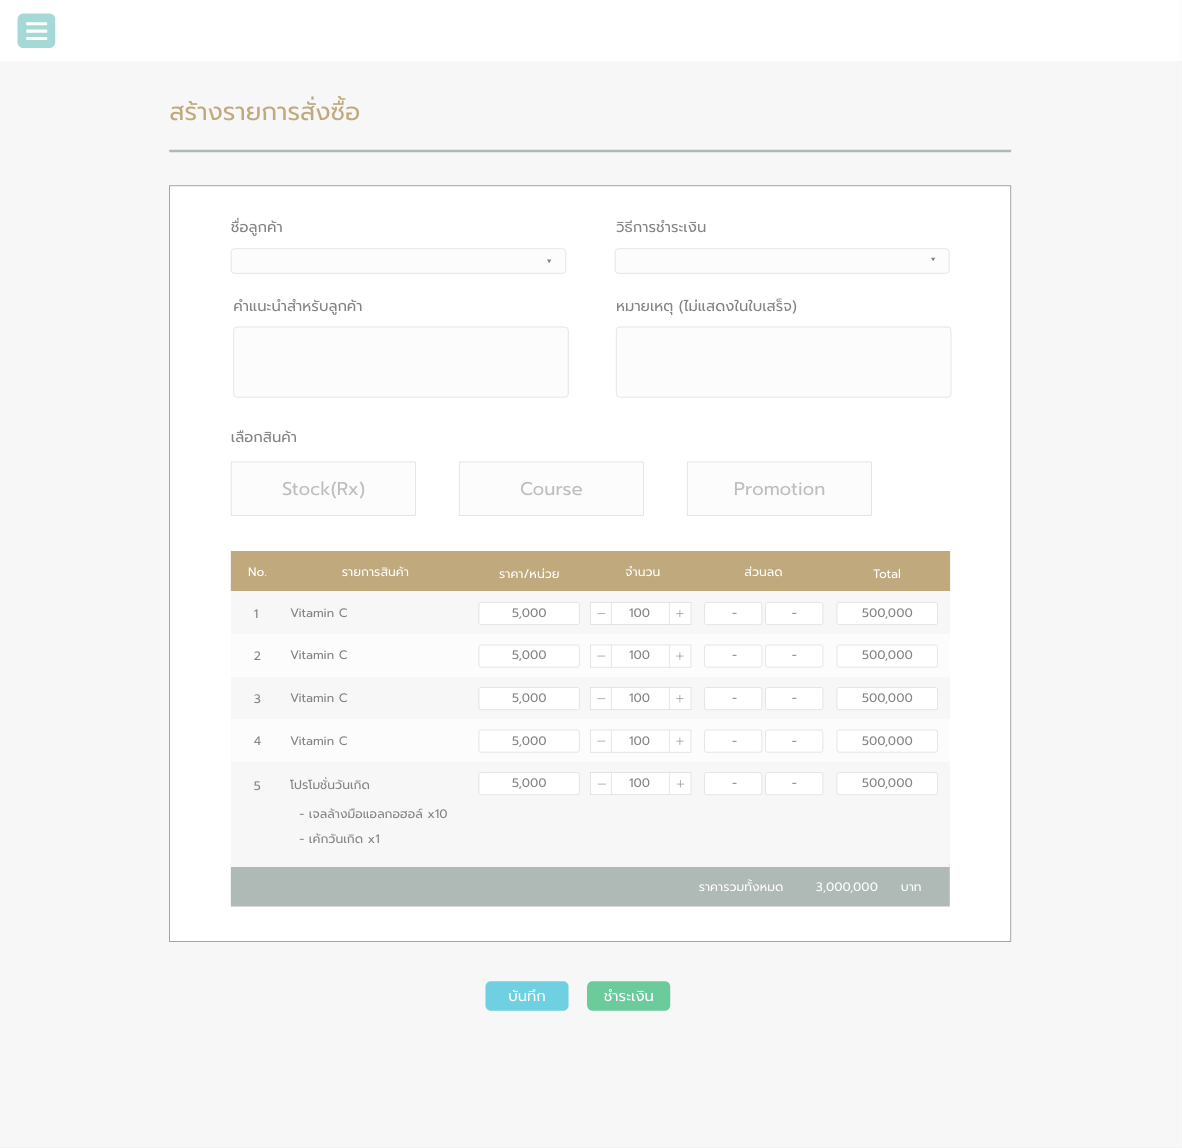 สร้างรายการสั่งซื้อ
ชื่อลูกค้า วิธีการชำระเงิน
คำแนะนำสำหรับลูกค้า หมายเหตุ (ไม่แสดงในใบเสร็จ)
เลือกสินค้า
Stock(Rx) Course Promotion
No. รายการสินค้า ราคา/หน่วย จำนวน ส่วนลด Total
1 Vitamin C 5,000 − 100 + - - 500,000
2 Vitamin C 5,000 − 100 + - - 500,000
3 Vitamin C 5,000 − 100 + - - 500,000
4 Vitamin C 5,000 − 100 + - - 500,000
5 โปรโมชั่นวันเกิด 5,000 − 100 + - - 500,000
- เจลล้างมือแอลกอฮอล์ x10
- เค้กวันเกิด x1
ราคารวมทั้งหมด 3,000,000 บาท
บันทึก ชำระเงิน